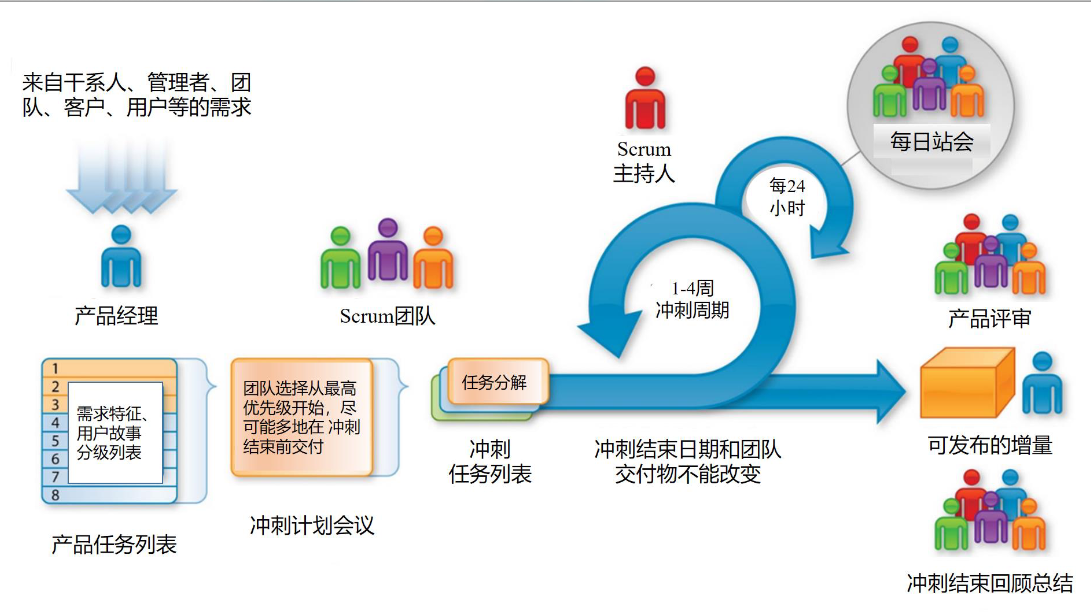 来自干系人、管理者、团
队、客户、用户等的需求
产品经理
Scrum团队
Scrum
主持人
每24
小时
每日站会
1-4周
冲刺周期
产品评审
1
2
3
4
5
6
7
8
需求特征、
用户故事
分级列表
产品任务列表
团队选择从最高
优先级开始，尽
可能多地在 冲刺
结束前交付
冲刺计划会议
任务分解
冲刺
任务列表
冲刺结束日期和团队
交付物不能改变
可发布的增量
冲刺结束回顾总结